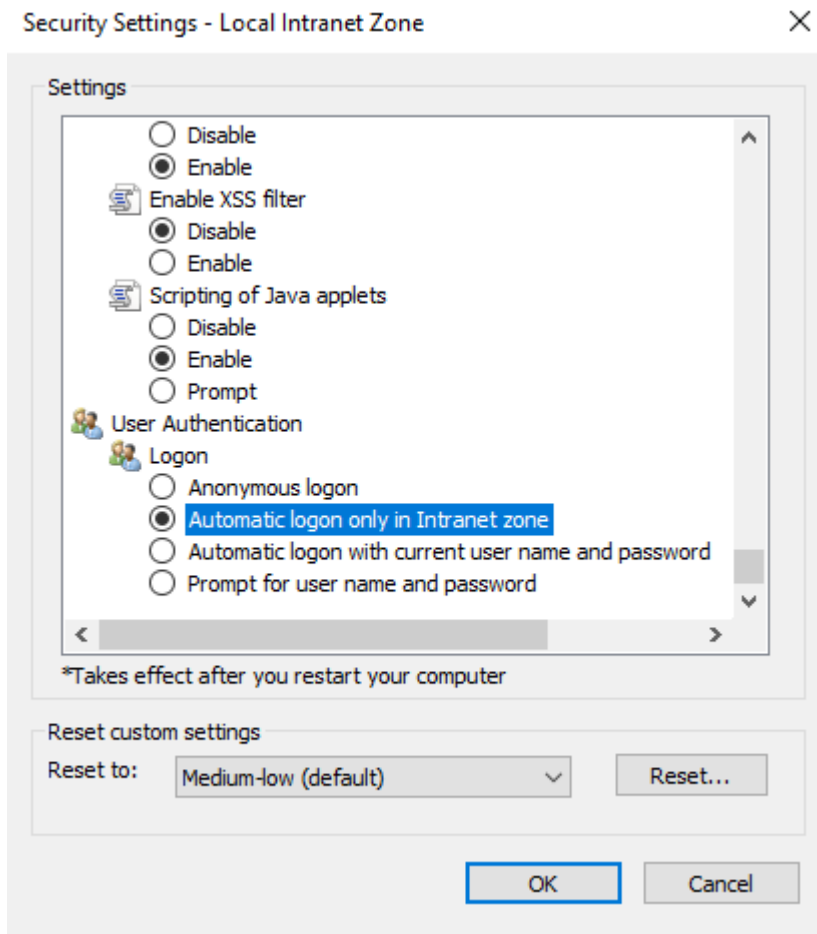 Security Settings - Local Intranet Zone
Settings
Disable
Enable
Enable XSS filter
Disable
Enable
Scripting of Java applets
Disable
Enable
Prompt
User Authentication
Logon
Anonymous logon
Automatic logon only in Intranet zone
Automatic logon with current user name and password
Prompt for user name and password
*Takes effect after you restart your computer
Reset custom settings
Reset to: Medium-low (default) Reset...
OK Cancel